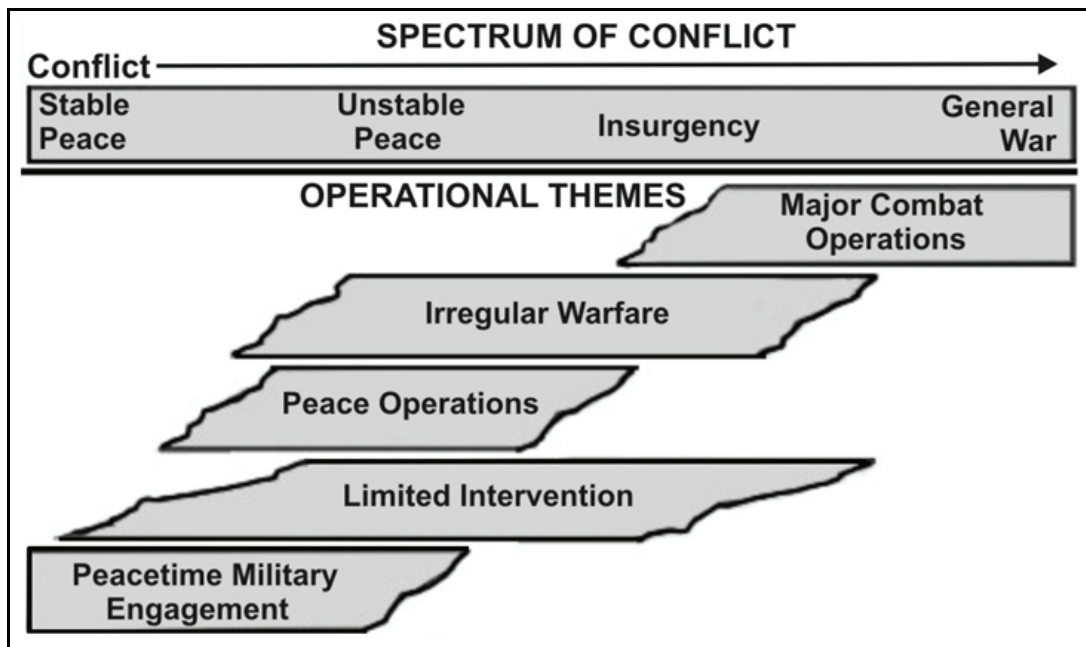 SPECTRUM OF CONFLICT
Conflict
Stable
Peace
Unstable
Peace
Insurgency
General
War
OPERATIONAL THEMES
Major Combat
Operations
Irregular Warfare
Peace Operations
Limited Intervention
Peacetime Military
Engagement